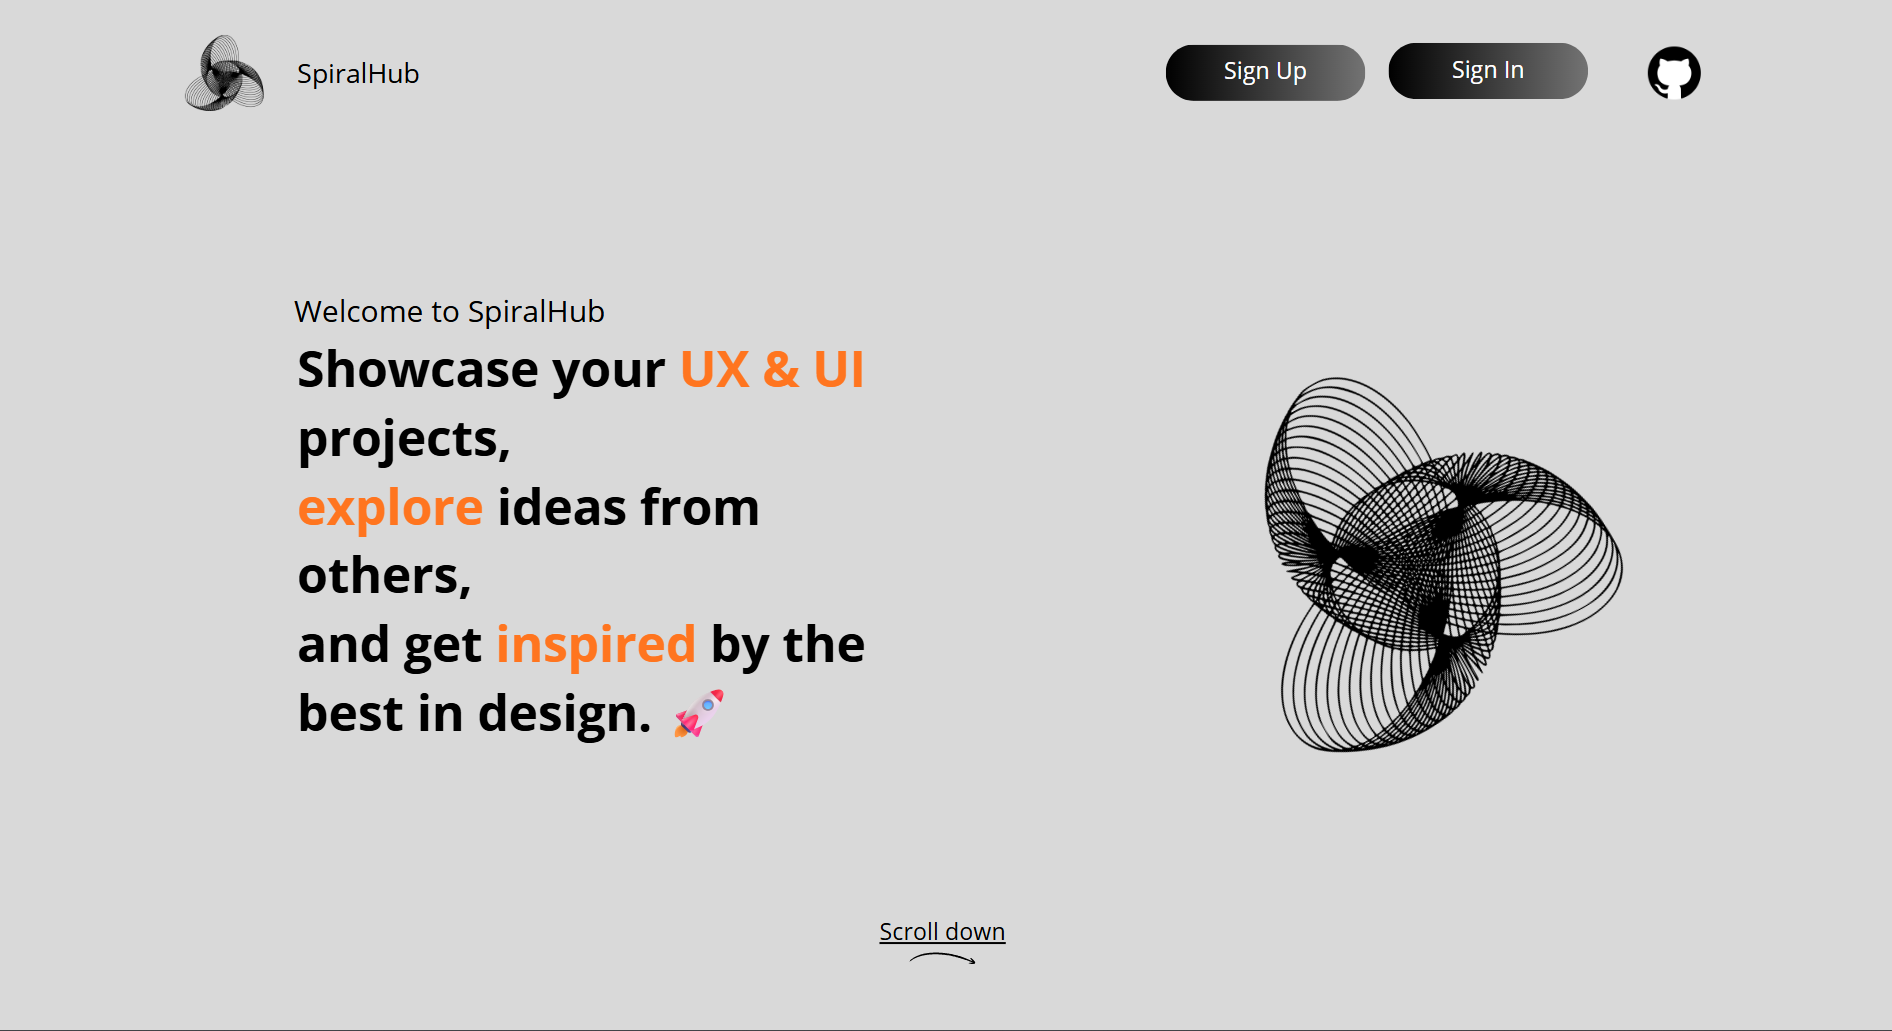 SpiralHub
Sign Up
Sign In
Welcome to SpiralHub
Showcase your UX & UI
projects,
explore ideas from
others,
and get inspired by the
best in design. 🚀
Scroll down